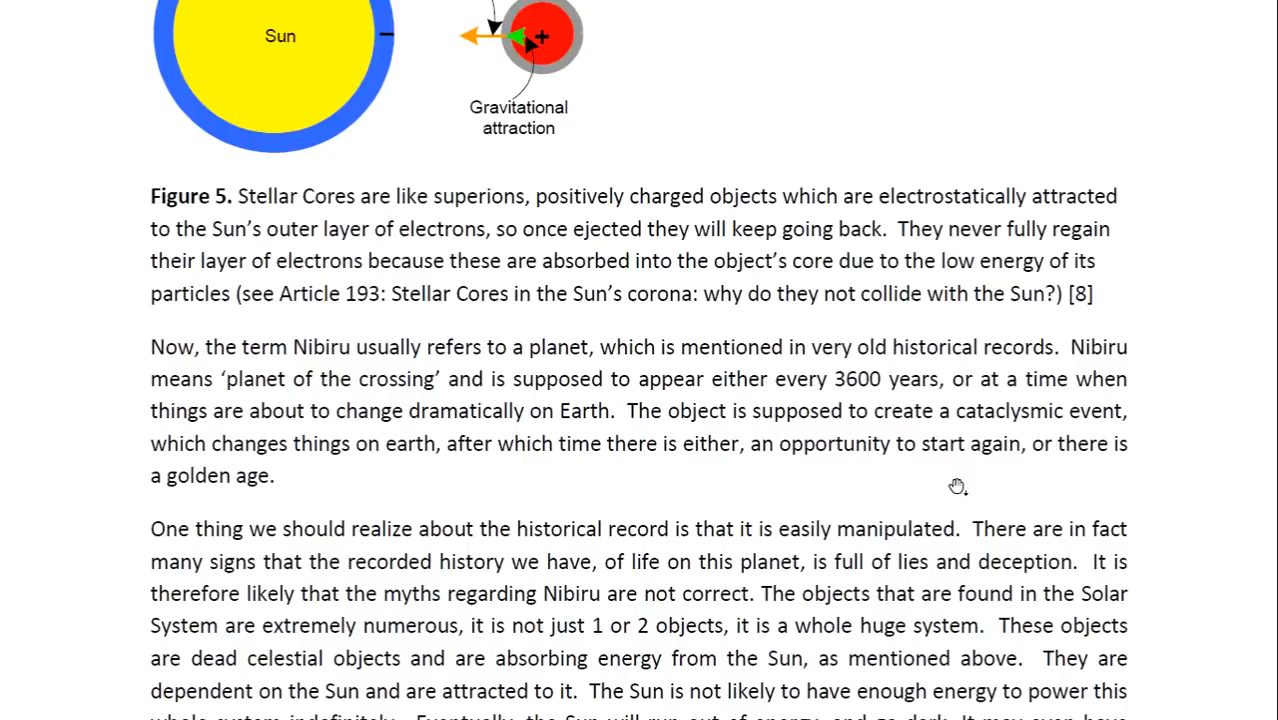 Sun
Gravitational
attraction
Figure 5. Stellar Cores are like superions, positively charged objects which are electrostatically attracted
to the Sun’s outer layer of electrons, so once ejected they will keep going back.  They never fully regain
their layer of electrons because these are absorbed into the object’s core due to the low energy of its
particles (see Article 193: Stellar Cores in the Sun’s corona: why do they not collide with the Sun?) [8]
Now, the term Nibiru usually refers to a planet, which is mentioned in very old historical records.  Nibiru
means ‘planet of the crossing’ and is supposed to appear either every 3600 years, or at a time when
things are about to change dramatically on Earth.  The object is supposed to create a cataclysmic event,
which changes things on earth, after which time there is either, an opportunity to start again, or there is
a golden age.
One thing we should realize about the historical record is that it is easily manipulated.  There are in fact
many signs that the recorded history we have, of life on this planet, is full of lies and deception.  It is
therefore likely that the myths regarding Nibiru are not correct. The objects that are found in the Solar
System are extremely numerous, it is not just 1 or 2 objects, it is a whole huge system.  These objects
are dead celestial objects and are absorbing energy from the Sun, as mentioned above.  They are
dependent on the Sun and are attracted to it.  The Sun is not likely to have enough energy to power this